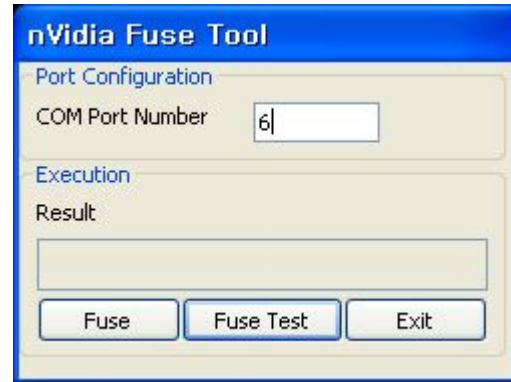 nVidia Fuse Tool
Port Configuration
COM Port Number 6
Execution
Result
Fuse Fuse Test Exit